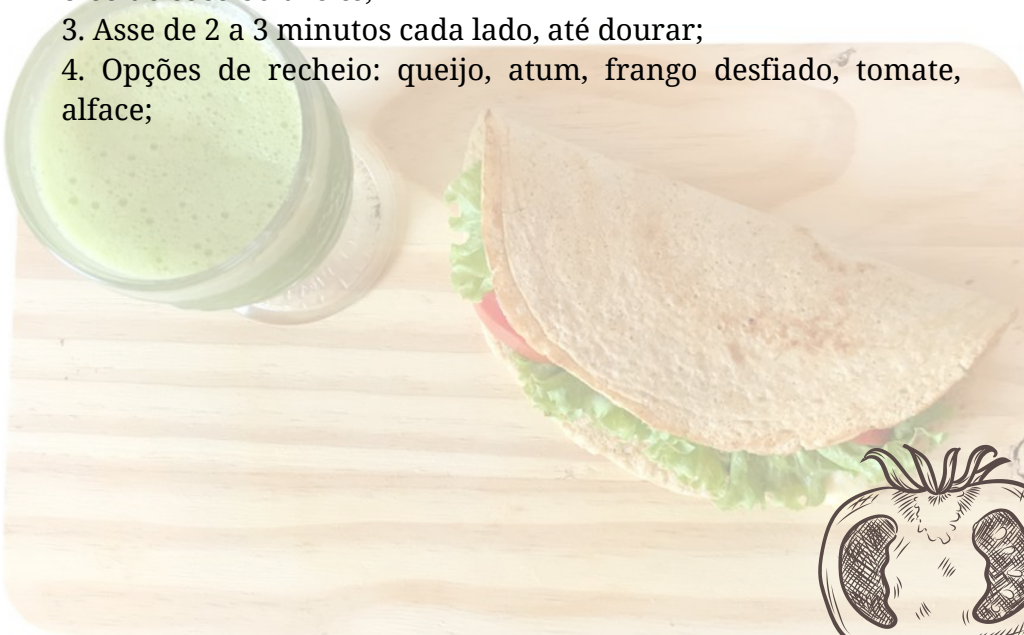 3. Asse de 2 a 3 minutos cada lado, até dourar;
4. Opções de recheio: queijo, atum, frango desfiado, tomate,
alface;